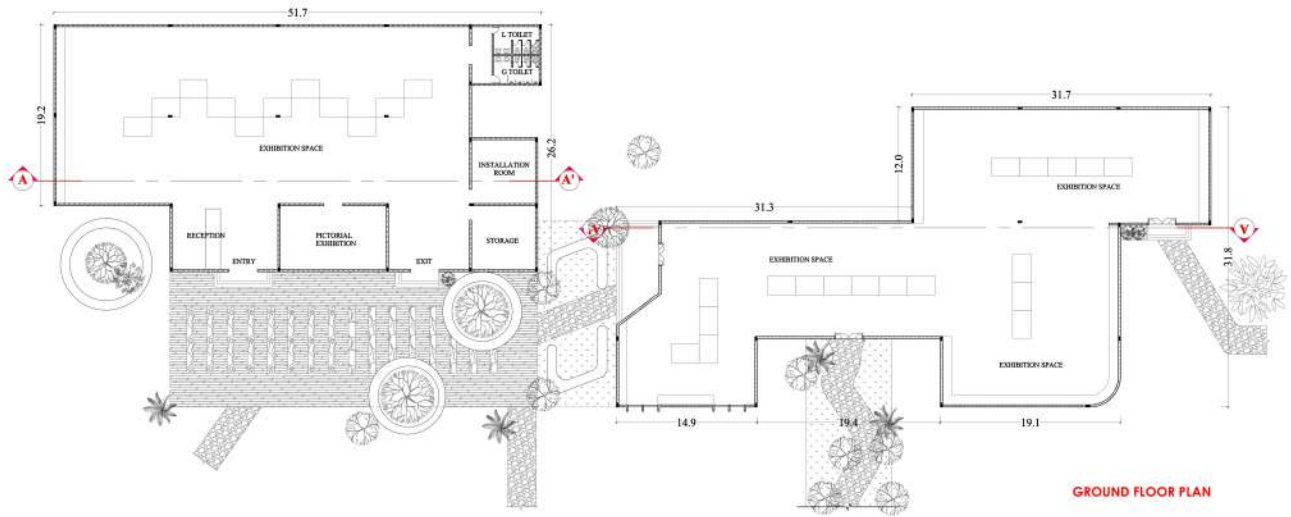 51.7
L TOILET
G TOILET
19.2
26.2
EXHIBITION SPACE
INSTALLATION
ROOM
A
A'
RECEPTION
PICTORIAL
EXHIBITION
STORAGE
ENTRY
EXIT
31.7
12.0
EXHIBITION SPACE
31.3
V
31.8
EXHIBITION SPACE
EXHIBITION SPACE
14.9
19.4
19.1
GROUND FLOOR PLAN